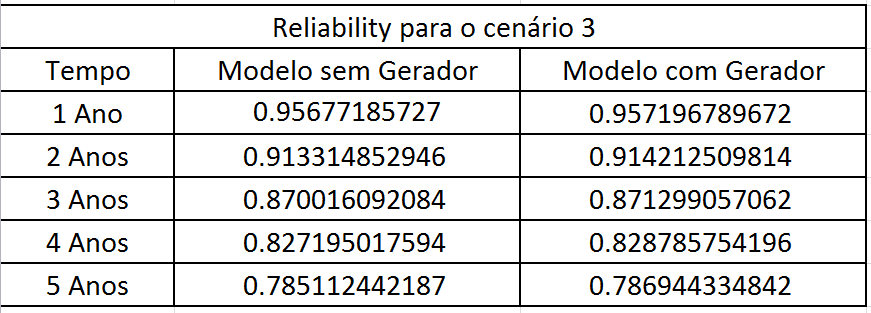 Reliability para o cenário 3
Tempo Modelo sem Gerador Modelo com Gerador
1 Ano 0.95677185727 0.957196789672
2 Anos 0.913314852946 0.914212509814
3 Anos 0.870016092084 0.871299057062
4 Anos 0.827195017594 0.828785754196
5 Anos 0.785112442187 0.786944334842